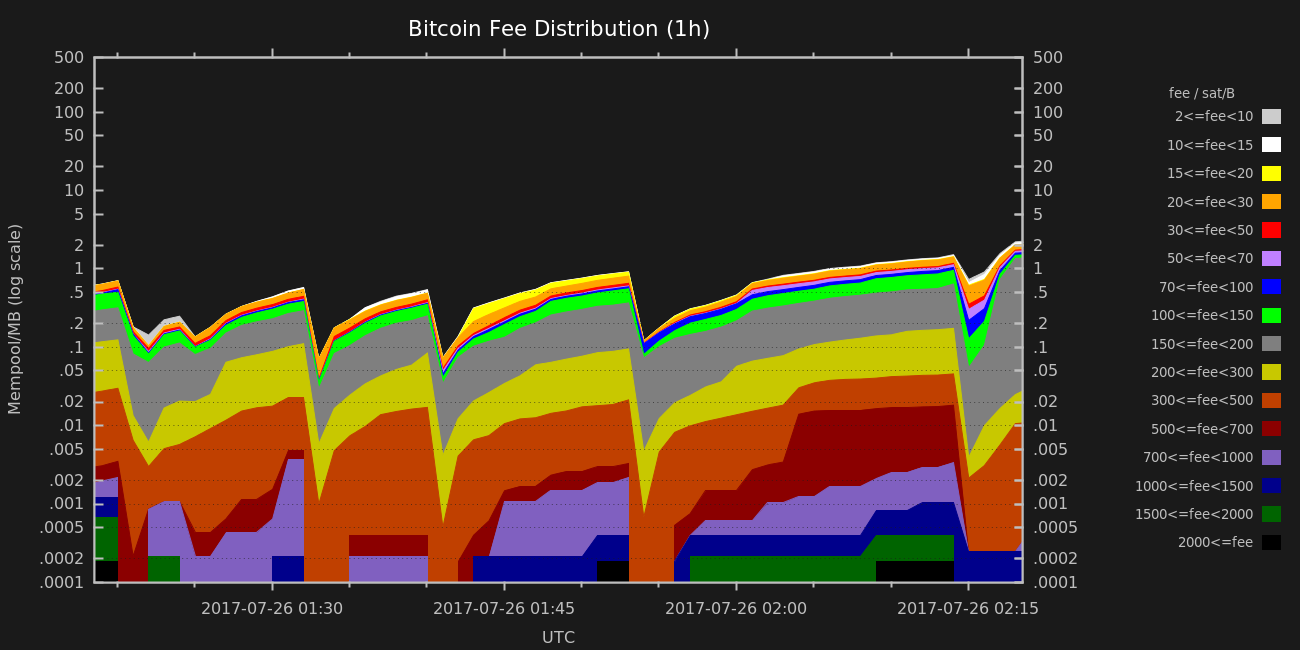 Bitcoin Fee Distribution (1h)
Mempool/MB (log scale)
500
200
100
50
20
10
5
2
1
.5
.2
.1
.05
.02
.01
.005
.002
.001
.0005
.0002
.0001
500
200
100
50
20
10
5
2
1
.5
.2
.1
.05
.02
.01
.005
.002
.001
.0005
.0002
.0001
2017-07-26 01:30
2017-07-26 01:45
2017-07-26 02:00
2017-07-26 02:15
UTC
fee / sat/B
2<=fee<10
10<=fee<15
15<=fee<20
20<=fee<30
30<=fee<50
50<=fee<70
70<=fee<100
100<=fee<150
150<=fee<200
200<=fee<300
300<=fee<500
500<=fee<700
700<=fee<1000
1000<=fee<1500
1500<=fee<2000
2000<=fee